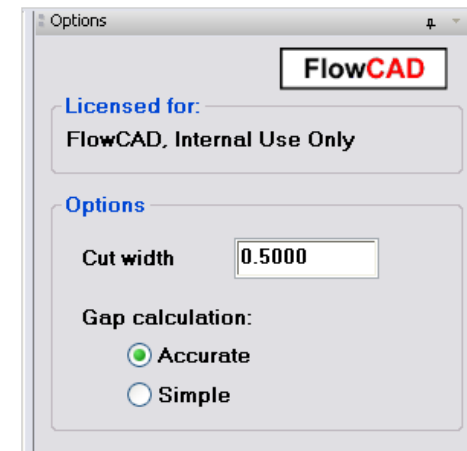 Options
FlowCAD
Licensed for:
FlowCAD, Internal Use Only
Options
Cut width 0.5000
Gap calculation:
Accurate
Simple